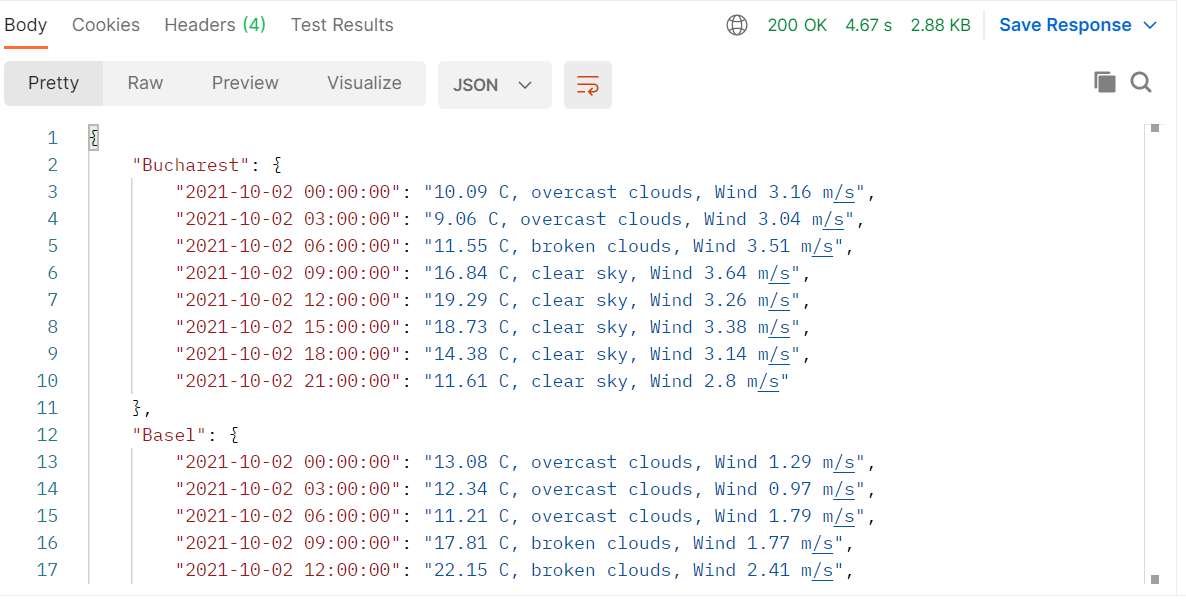 Body Cookies Headers (4) Test Results 200 OK 4.67 s 2.88 KB Save Response
Pretty Raw Preview Visualize JSON
1 {
2 "Bucharest": {
3 "2021-10-02 00:00:00": "10.09 C, overcast clouds, Wind 3.16 m/s",
4 "2021-10-02 03:00:00": "9.06 C, overcast clouds, Wind 3.04 m/s",
5 "2021-10-02 06:00:00": "11.55 C, broken clouds, Wind 3.51 m/s",
6 "2021-10-02 09:00:00": "16.84 C, clear sky, Wind 3.64 m/s",
7 "2021-10-02 12:00:00": "19.29 C, clear sky, Wind 3.26 m/s",
8 "2021-10-02 15:00:00": "18.73 C, clear sky, Wind 3.38 m/s",
9 "2021-10-02 18:00:00": "14.38 C, clear sky, Wind 3.14 m/s",
10 "2021-10-02 21:00:00": "11.61 C, clear sky, Wind 2.8 m/s"
11 },
12 "Basel": {
13 "2021-10-02 00:00:00": "13.08 C, overcast clouds, Wind 1.29 m/s",
14 "2021-10-02 03:00:00": "12.34 C, overcast clouds, Wind 0.97 m/s",
15 "2021-10-02 06:00:00": "11.21 C, overcast clouds, Wind 1.79 m/s",
16 "2021-10-02 09:00:00": "17.81 C, broken clouds, Wind 1.77 m/s",
17 "2021-10-02 12:00:00": "22.15 C, broken clouds, Wind 2.41 m/s",